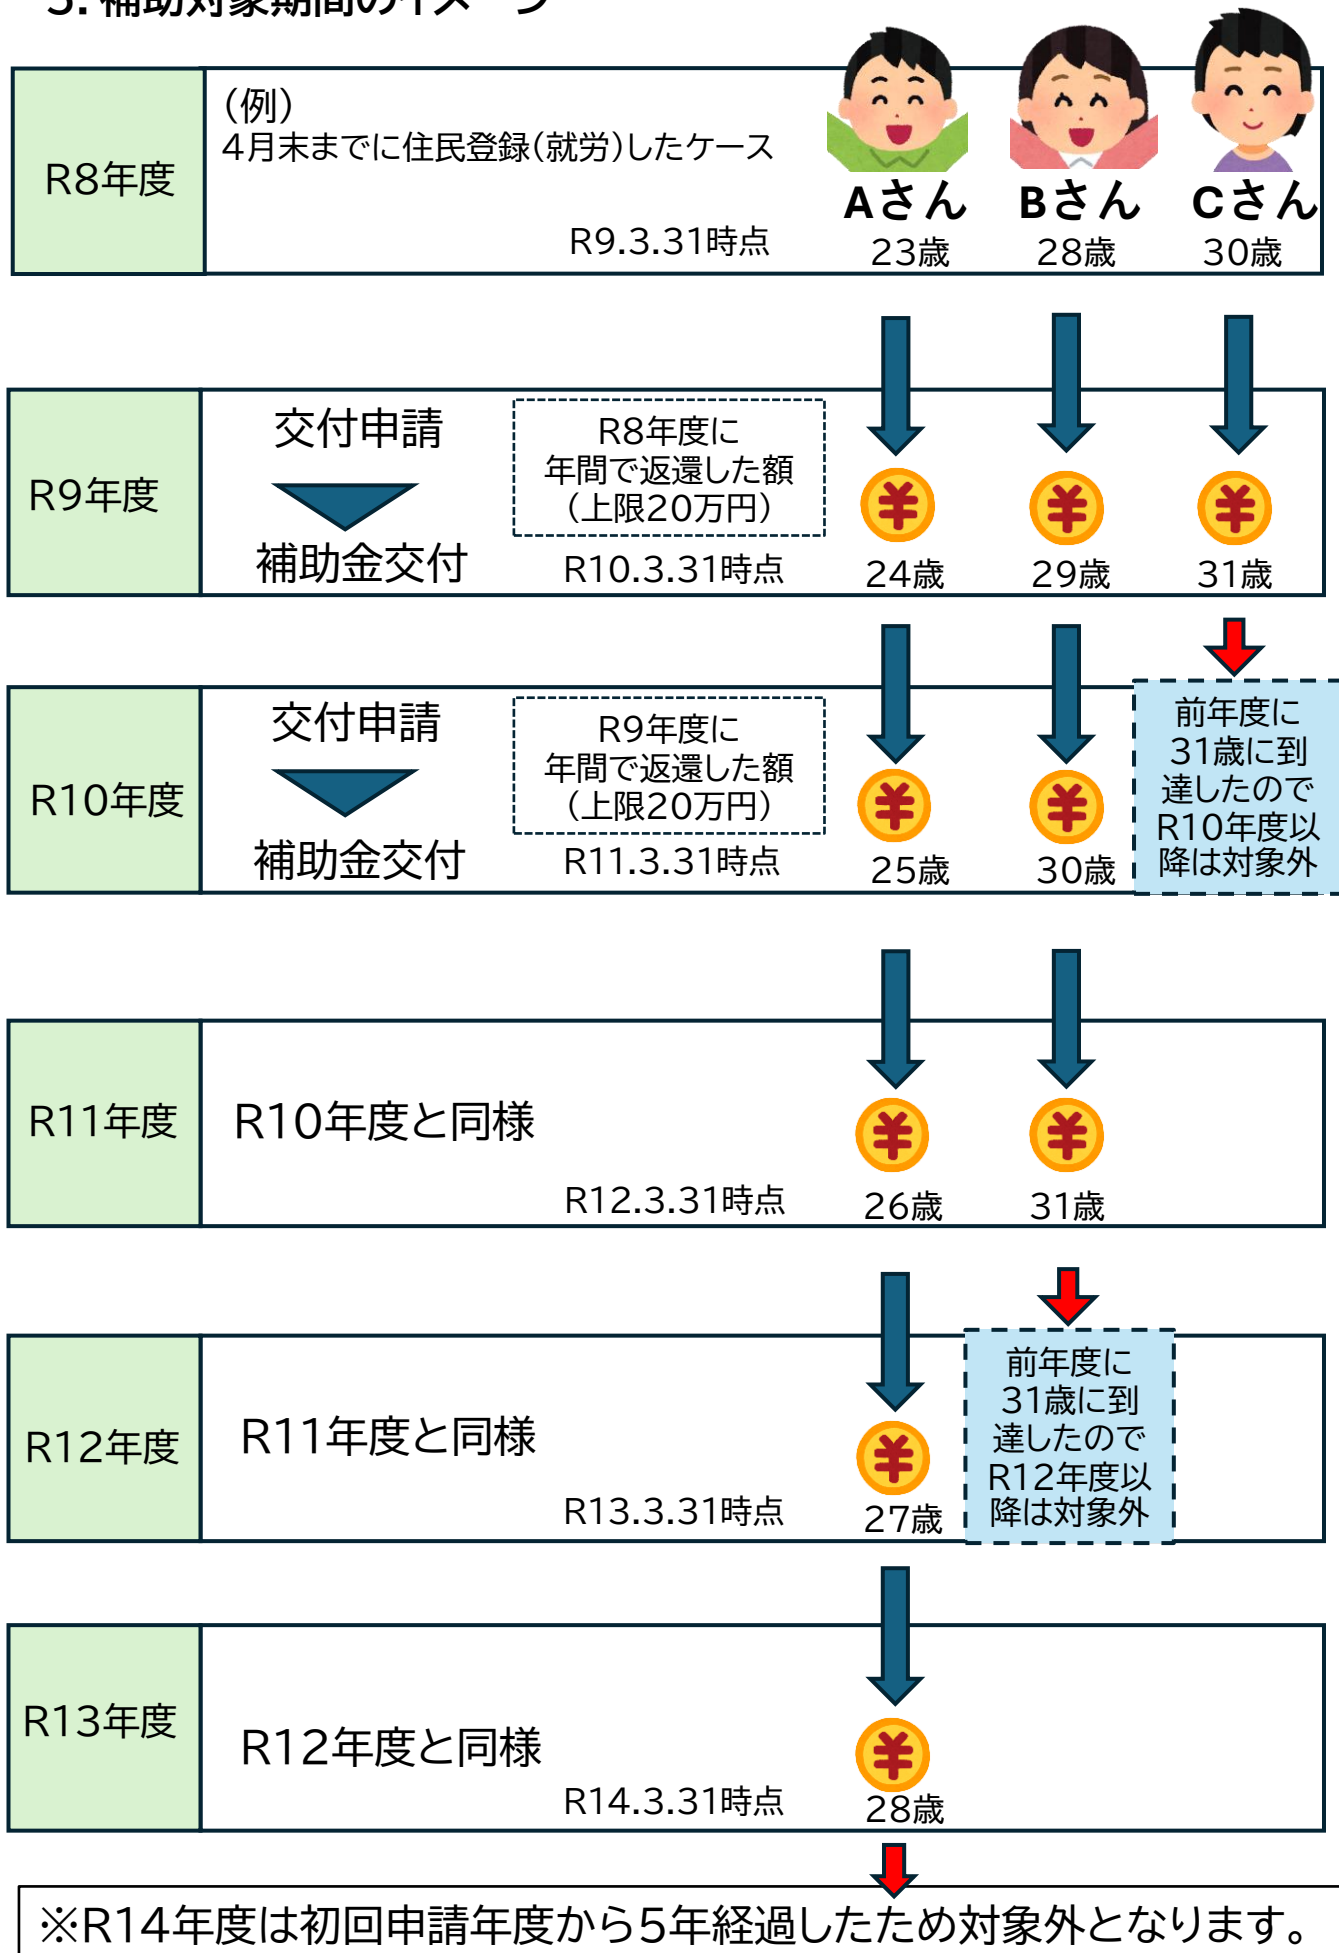 補助対象期間のイメージ
R8年度
(例)
4月末までに住民登録(就労)したケース
R9.3.31時点
Aさん
Bさん
Cさん
23歳
28歳
30歳
R9年度
交付申請
補助金交付
R8年度に
年間で返還した額
(上限20万円)
R10.3.31時点
¥
¥
¥
24歳
29歳
31歳
R10年度
交付申請
補助金交付
R9年度に
年間で返還した額
(上限20万円)
R11.3.31時点
¥
¥
25歳
30歳
前年度に
31歳に到
達したので
R10年度以
降は対象外
R11年度
R10年度と同様
R12.3.31時点
¥
¥
26歳
31歳
R12年度
R11年度と同様
R13.3.31時点
¥
27歳
前年度に
31歳に到
達したので
R12年度以
降は対象外
R13年度
R12年度と同様
R14.3.31時点
¥
28歳
※R14年度は初回申請年度から5年経過したため対象外となります。